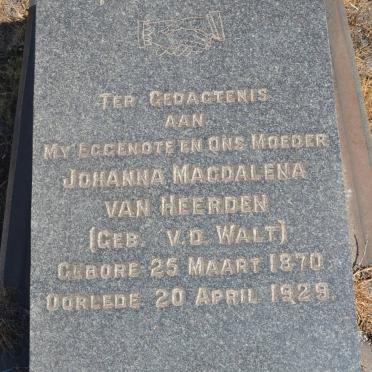 TER GEDACTENIS
AAN
MY EGGENOTE EN ONS MOEDER
JOHANNA MAGDALENA
VAN HEERDEN
(GEB. V.D. WALT)
GEBORE 25 MAART 1870
OORLEDE 20 APRIL 1929.